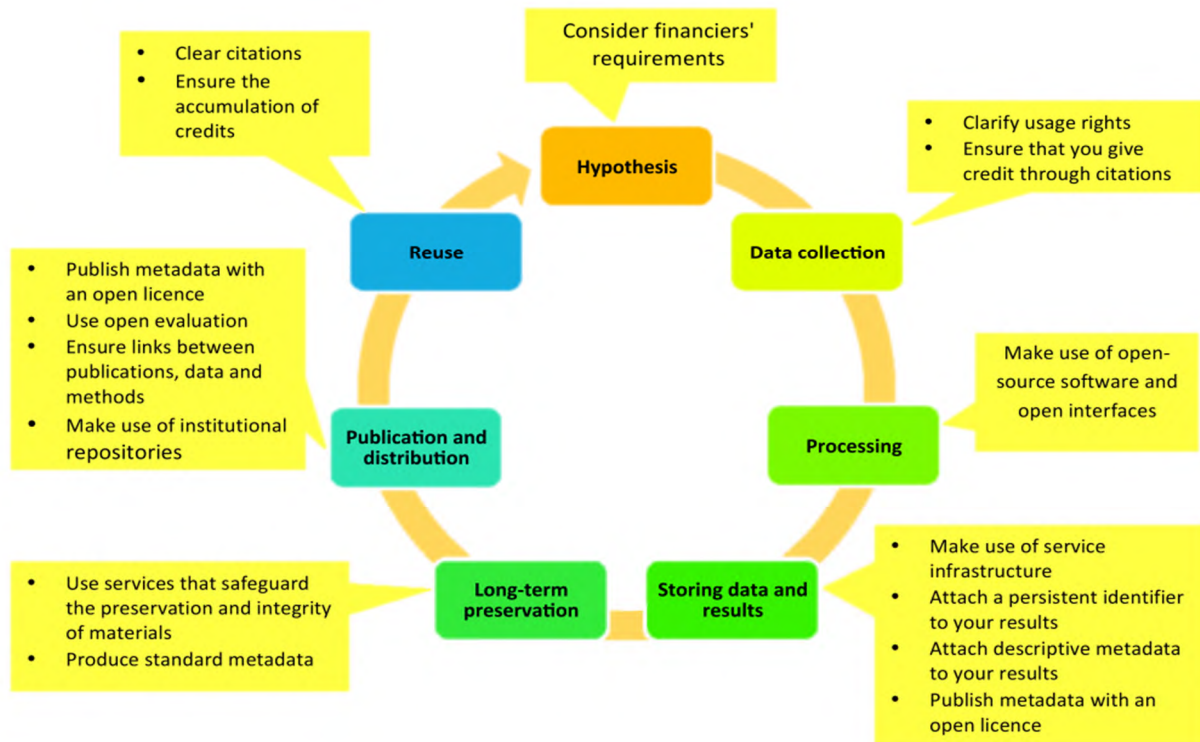 Consider financiers'
requirements
• Clear citations
• Ensure the
accumulation of
credits
Hypothesis
• Clarify usage rights
• Ensure that you give
credit through citations
Reuse
Data collection
• Publish metadata with
an open licence
• Use open evaluation
• Ensure links between
publications, data and
methods
• Make use of institutional
repositories
Make use of open-
source software and
open interfaces
Publication and
distribution
Processing
• Use services that safeguard
the preservation and integrity
of materials
• Produce standard metadata
Long-term
preservation
Storing data and
results
• Make use of service
infrastructure
• Attach a persistent identifier
to your results
• Attach descriptive metadata
to your results
• Publish metadata with an
open licence